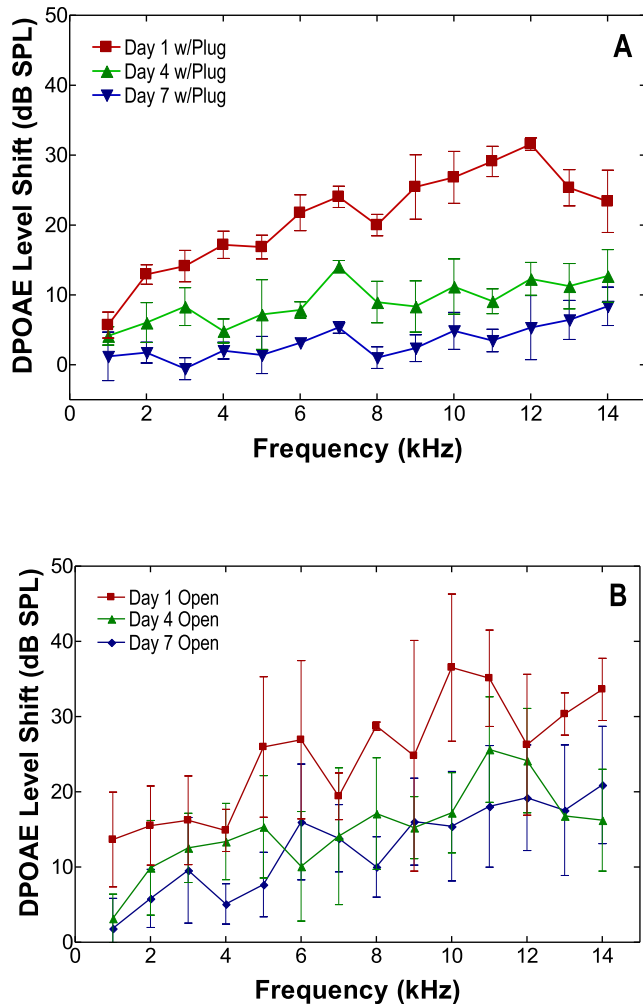 50
A
Day 1 w/Plug
Day 4 w/Plug
Day 7 w/Plug
40
30
20
10
0
DPOAE Level Shift (dB SPL)
0 2 4 6 8 10 12 14
Frequency (kHz)
50
B
Day 1 Open
Day 4 Open
Day 7 Open
40
30
20
10
0
DPOAE Level Shift (dB SPL)
0 2 4 6 8 10 12 14
Frequency (kHz)